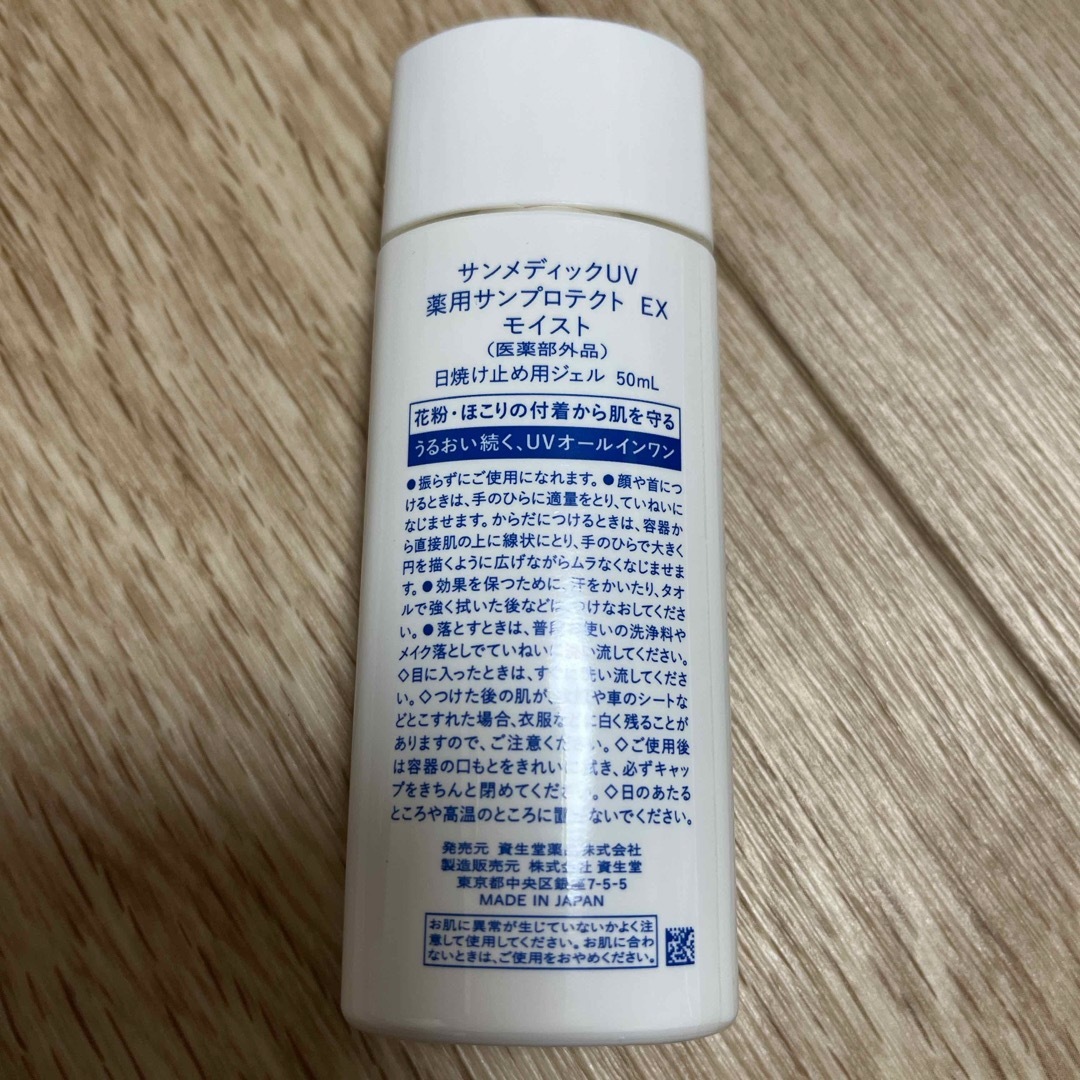 サンメディックUV
薬用サンプロテクト EX
モイスト
（医薬部外品）
日焼け止め用ジェル 50mL
花粉・ほこりの付着から肌を守る
うるおい続く、UVオールインワン
●振らずにご使用になれます。●顔や首につ
けるときは、手のひらに適量をとり、ていねいに
なじませます。からだにつけるときは、容器か
ら直接肌の上に線状にとり、手のひらで大きく
円を描くように広げながらムラなくなじませま
す。●効果を保つために、汗をかいたり、タオ
ルで強く拭いた後などは つけなおしてくださ
い。●落とすときは、普段 使いの洗浄料や
メイク落としでていねいに い流してください。
◇目に入ったときは、す 洗い流してくださ
い。◇つけた後の肌が、 や車のシートな
どとこすれた場合、衣服な に白く残ることが
ありますので、ご注意くだ い。◇ご使用後
は容器の口もとをきれいに 拭き、必ずキャッ
プをきちんと閉めてくだ い。◇日のあたる
ところや高温のところに置 ないでください。
発売元 資生堂薬品株式会社
製造販売元 株式会社 資生堂
東京都中央区銀座7-5-5
MADE IN JAPAN
お肌に異常が生じていないかよく注
意して使用してください。お肌に合わ
ないときは、ご使用をおやめください。